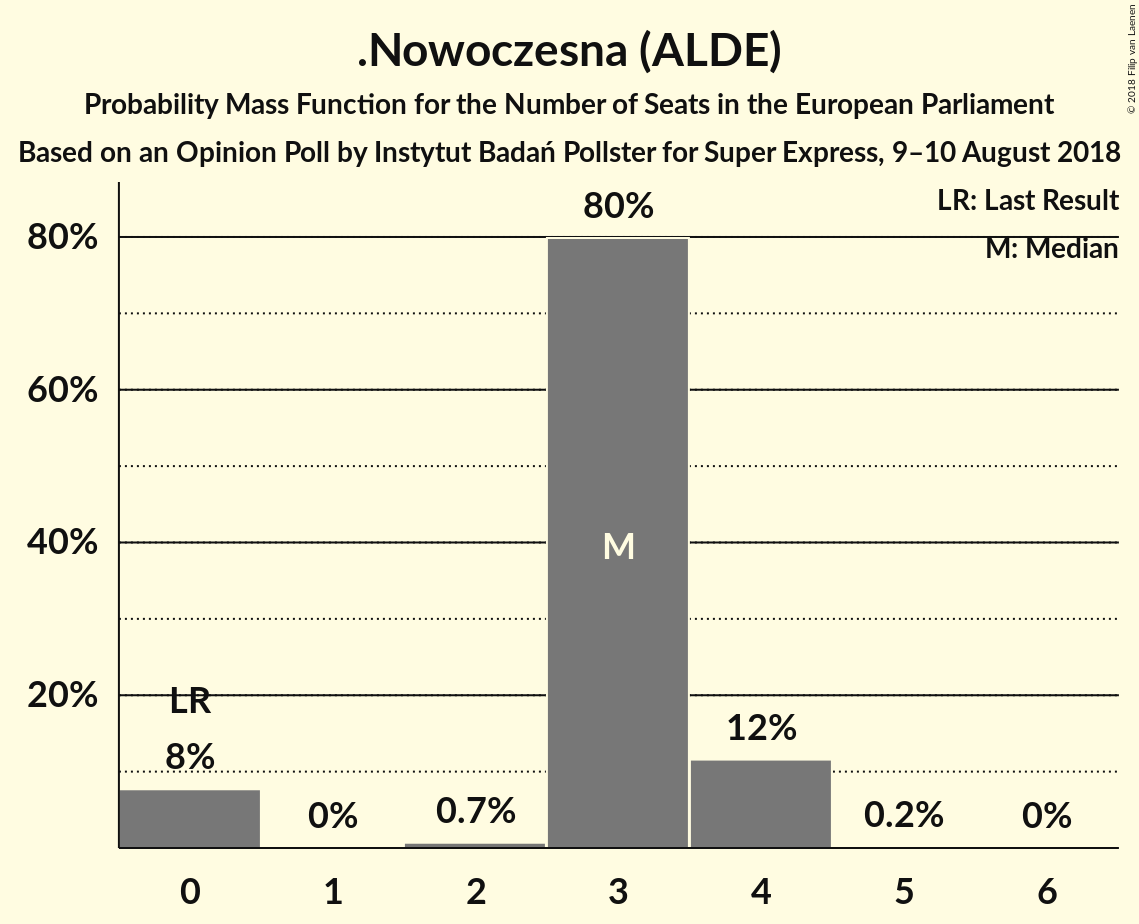 .Nowoczesna (ALDE)
Probability Mass Function for the Number of Seats in the European Parliament
Based on an Opinion Poll by Instytut Badań Pollster for Super Express, 9–10 August 2018
© 2018 Filip van Laenen
LR: Last Result
M: Median
80%
60%
40%
20%
LR
8%
0%
0.7%
80%
M
12%
0.2%
0%
0 1 2 3 4 5 6